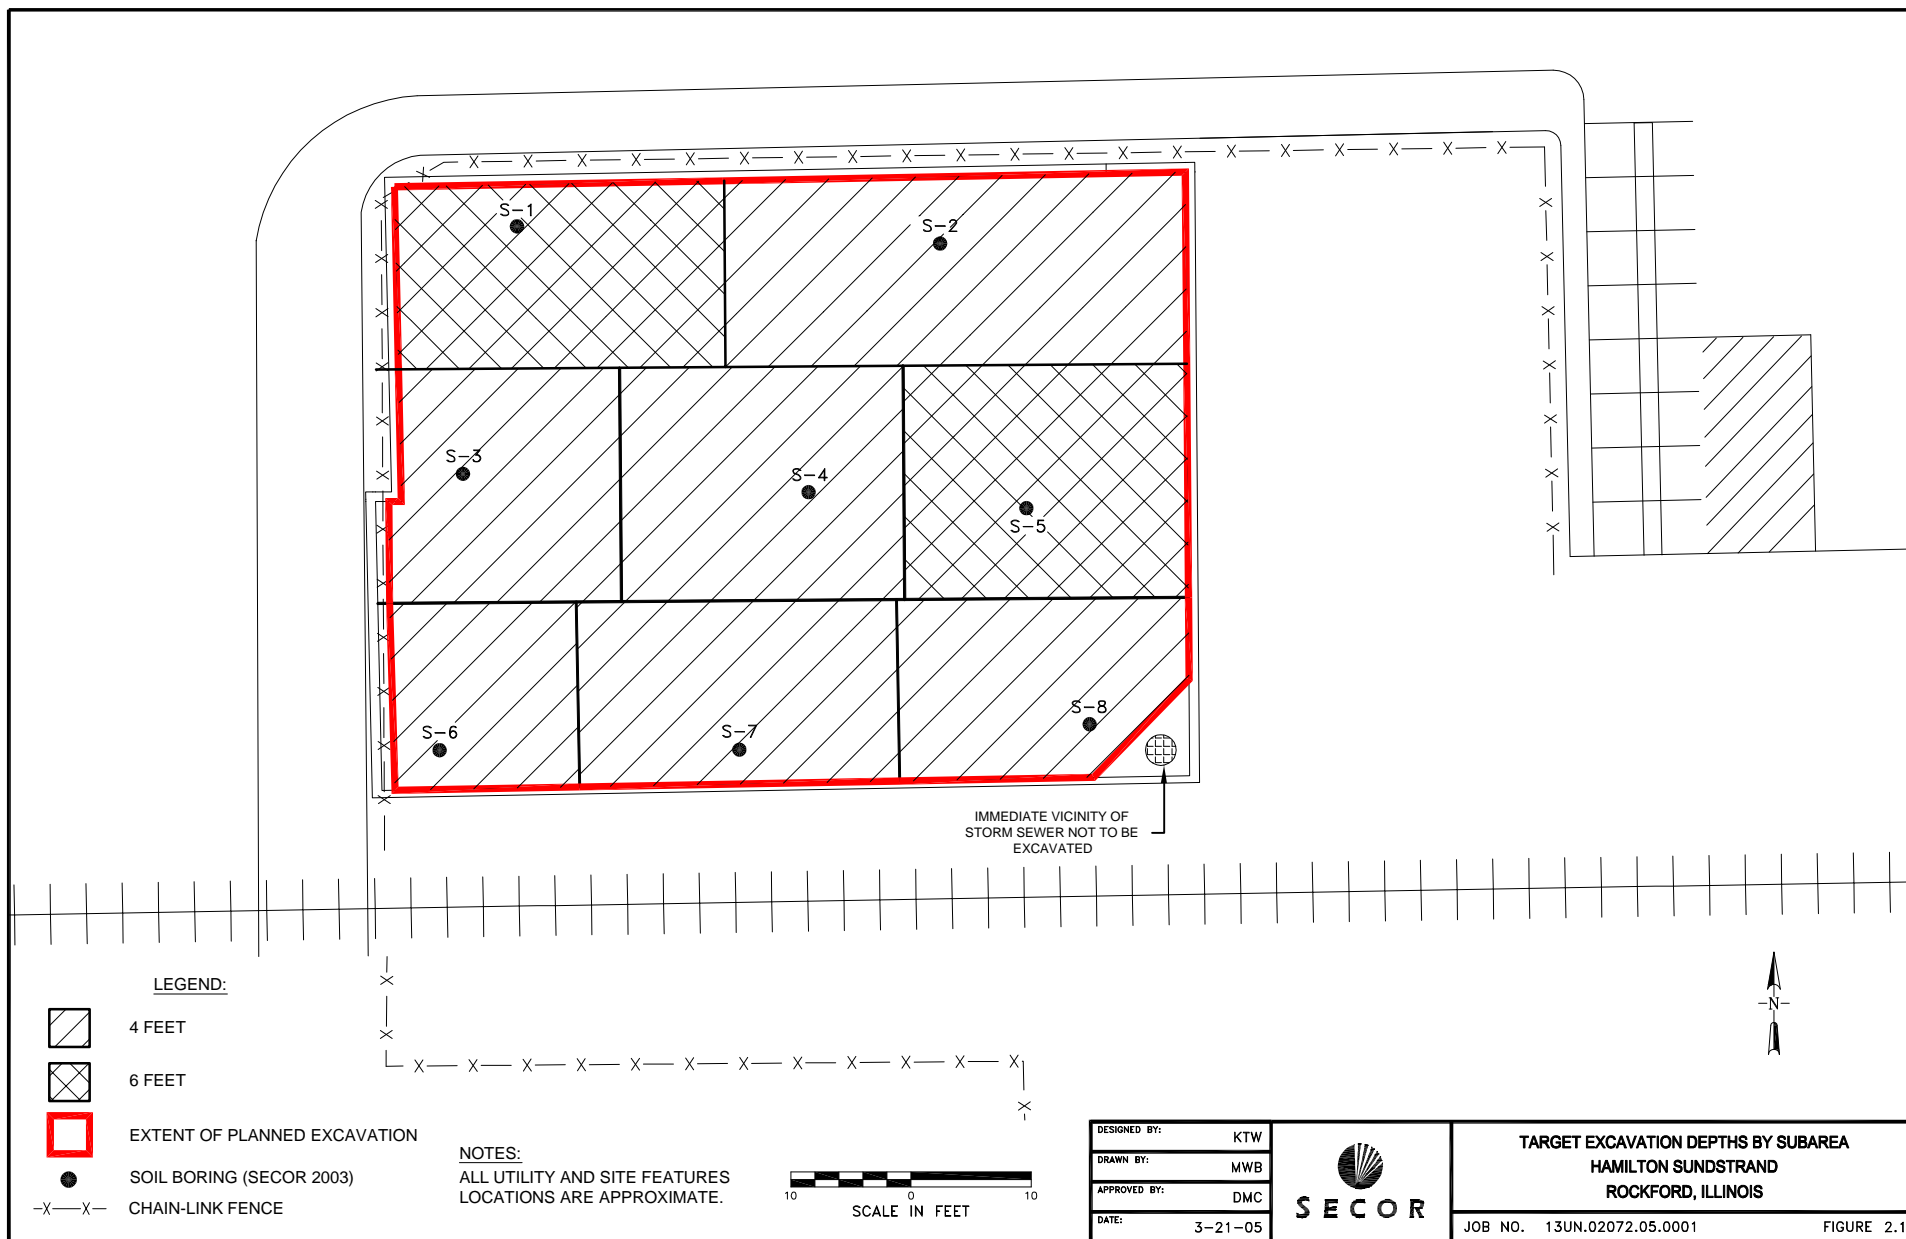 S-1
S-2
S-3
S-4
S-5
S-6
S-7
S-8
IMMEDIATE VICINITY OF
STORM SEWER NOT TO BE
EXCAVATED
LEGEND:
4 FEET
6 FEET
EXTENT OF PLANNED EXCAVATION
SOIL BORING (SECOR 2003)
-X——X- CHAIN-LINK FENCE
NOTES:
ALL UTILITY AND SITE FEATURES
LOCATIONS ARE APPROXIMATE.
10 0 10
SCALE IN FEET
-N-
DESIGNED BY: KTW
DRAWN BY: MWB
APPROVED BY: DMC
DATE: 3-21-05
SECOR
TARGET EXCAVATION DEPTHS BY SUBAREA
HAMILTON SUNDSTRAND
ROCKFORD, ILLINOIS
JOB NO. 13UN.02072.05.0001 FIGURE 2.1